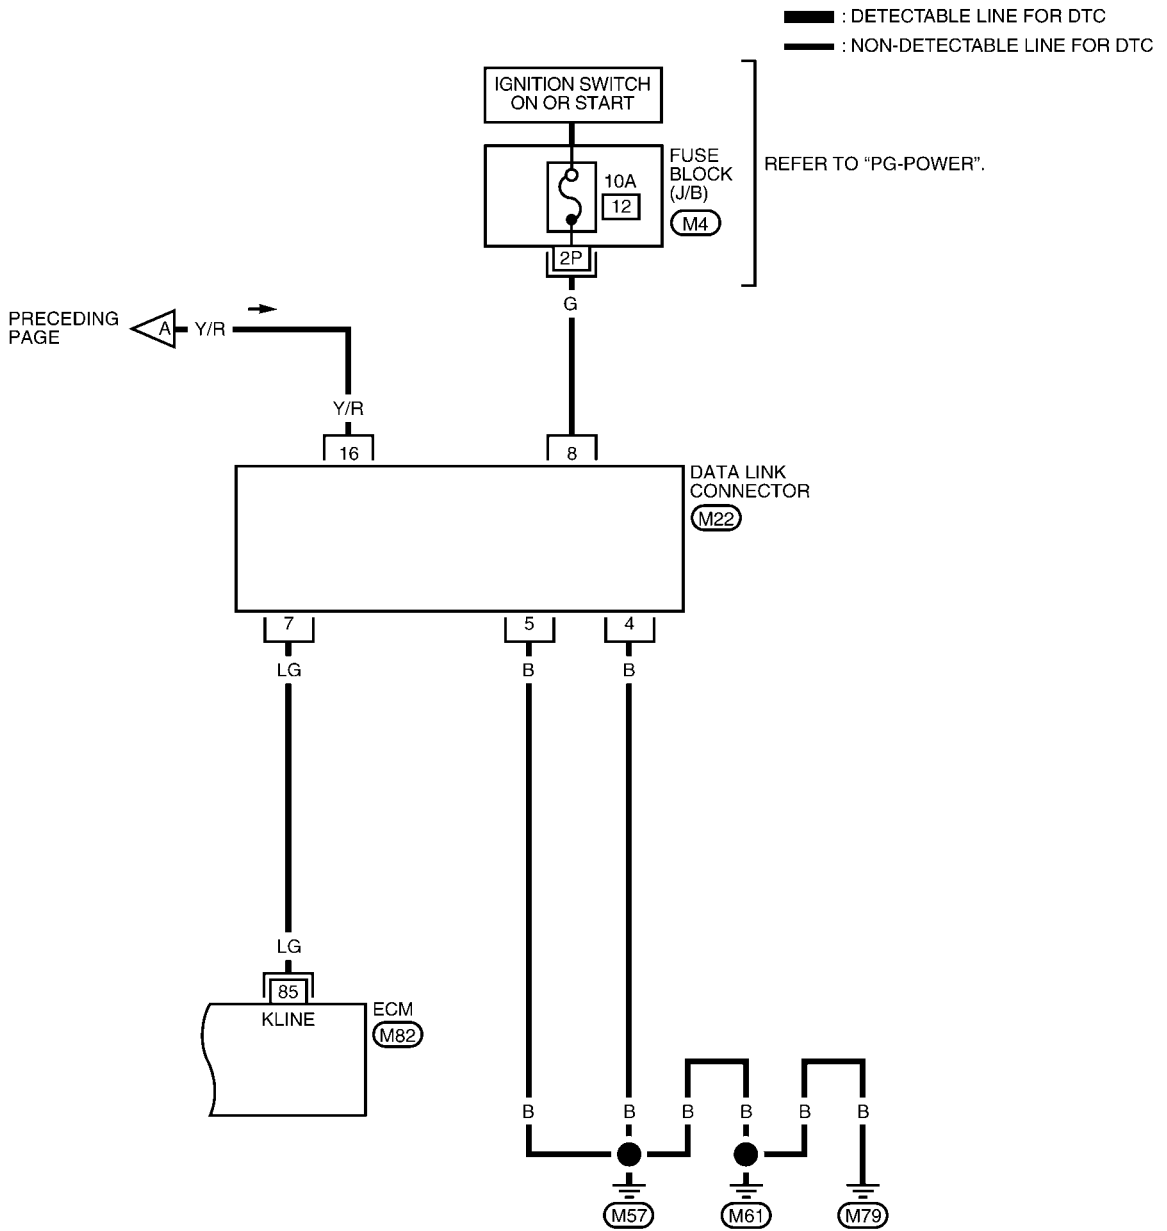 : DETECTABLE LINE FOR DTC
: NON-DETECTABLE LINE FOR DTC
IGNITION SWITCH
ON OR START
FUSE
BLOCK
(J/B)
M4
10A
12
2P
REFER TO “PG-POWER”.
G
PRECEDING
PAGE
A
Y/R
Y/R
16
8
DATA LINK
CONNECTOR
M22
7
5
4
LG
B
B
LG
85
KLINE
ECM
M82
B
B
B
B
B
B
M57
M61
M79